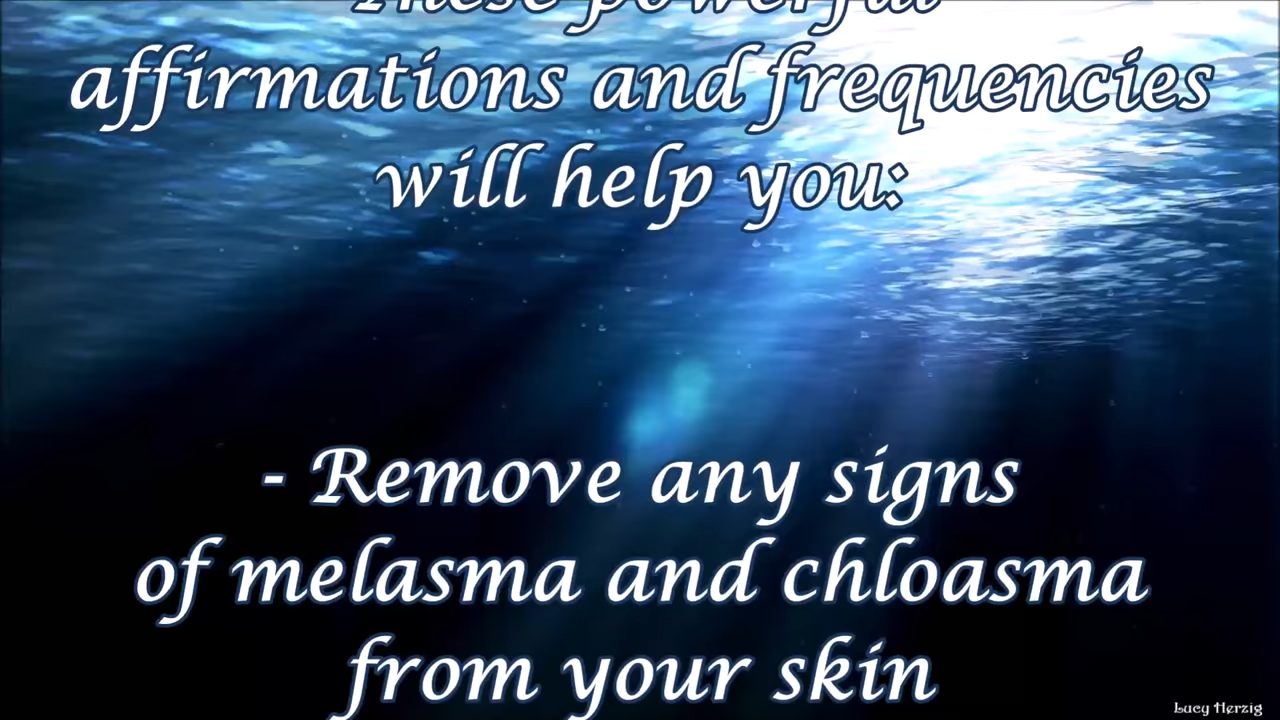 These powerful
affirmations and frequencies
will help you:
- Remove any signs
of melasma and chloasma
from your skin
Lucy Herzig